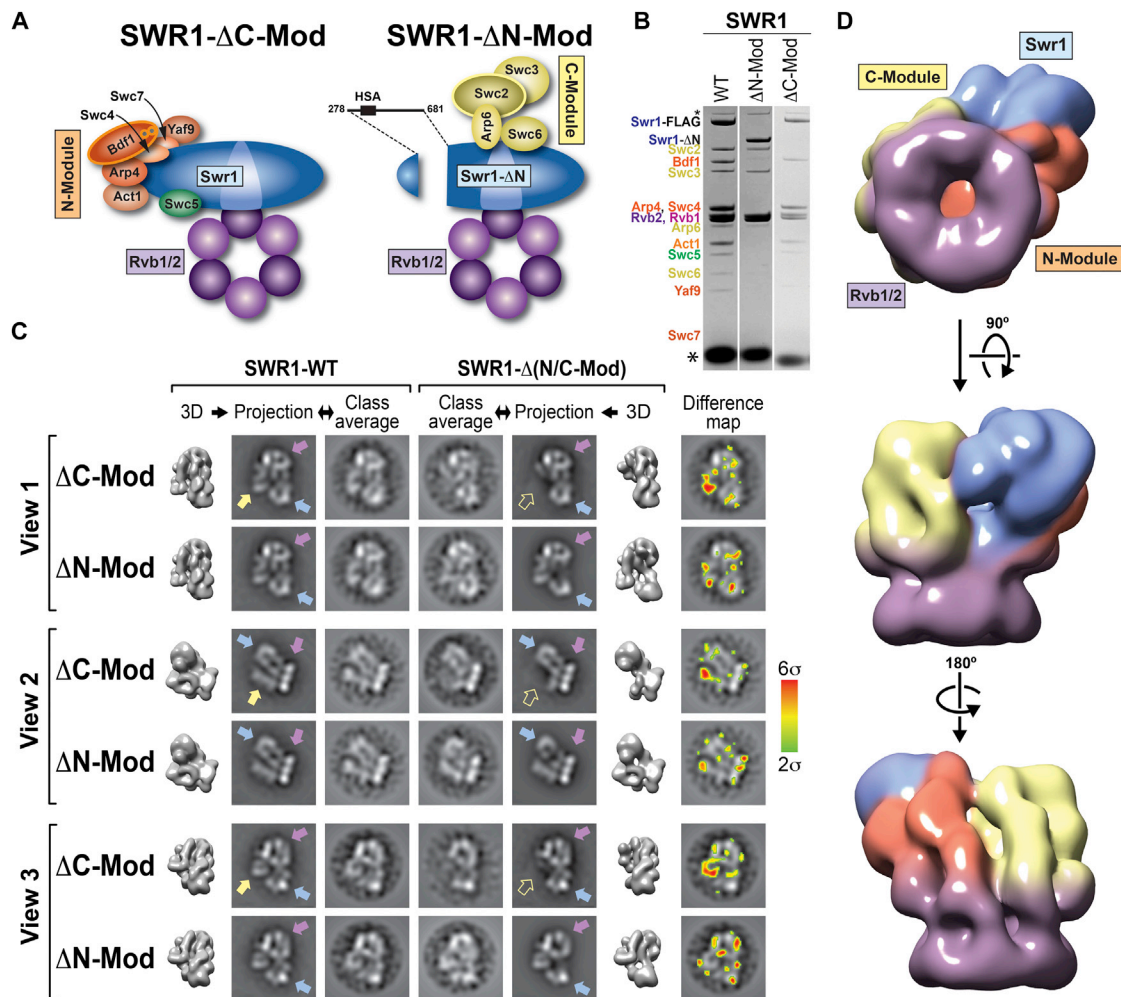 A
SWR1-ΔC-Mod
SWR1-ΔN-Mod
Swc7
Swc4
Bdf1
Yaf9
N-Module
Arp4
Act1
Swc5
Swr1
Rvb1/2
HSA
278
681
Swc3
Swc2
Arp6
Swc6
C-Module
Swr1-ΔN
Rvb1/2
B
SWR1
WT
ΔN-Mod
ΔC-Mod
*
Swr1-FLAG
Swr1-ΔN
Swc2
Bdf1
Swc3
Arp4, Swc4
Rvb2, Rvb1
Arp6
Act1
Swc5
Swc6
Yaf9
Swc7
*
C
SWR1-WT
SWR1-Δ(N/C-Mod)
3D
Projection
Class average
Class average
Projection
3D
Difference map
View 1
ΔC-Mod
ΔN-Mod
View 2
ΔC-Mod
ΔN-Mod
6σ
2σ
View 3
ΔC-Mod
ΔN-Mod
D
Swr1
C-Module
N-Module
Rvb1/2
90º
180º